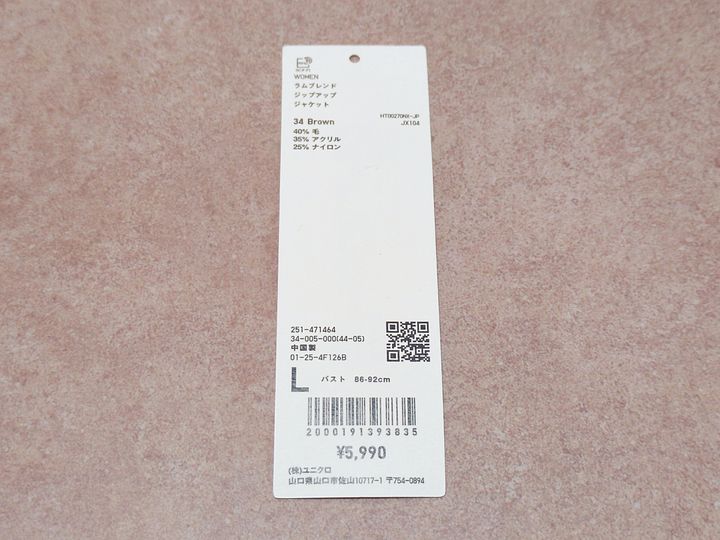 WOMEN
ラムブレンド
ジップアップ
ジャケット
34 Brown
HT00270NX-JP
JX104
40% 毛
35% アクリル
25% ナイロン
251-471464
34-005-000(44-05)
中国製
01-25-4F126B
L バスト 86-92cm
2000191393835
¥5,990
(株)ユニクロ
山口県山口市佐山10717-1 〒754-0894